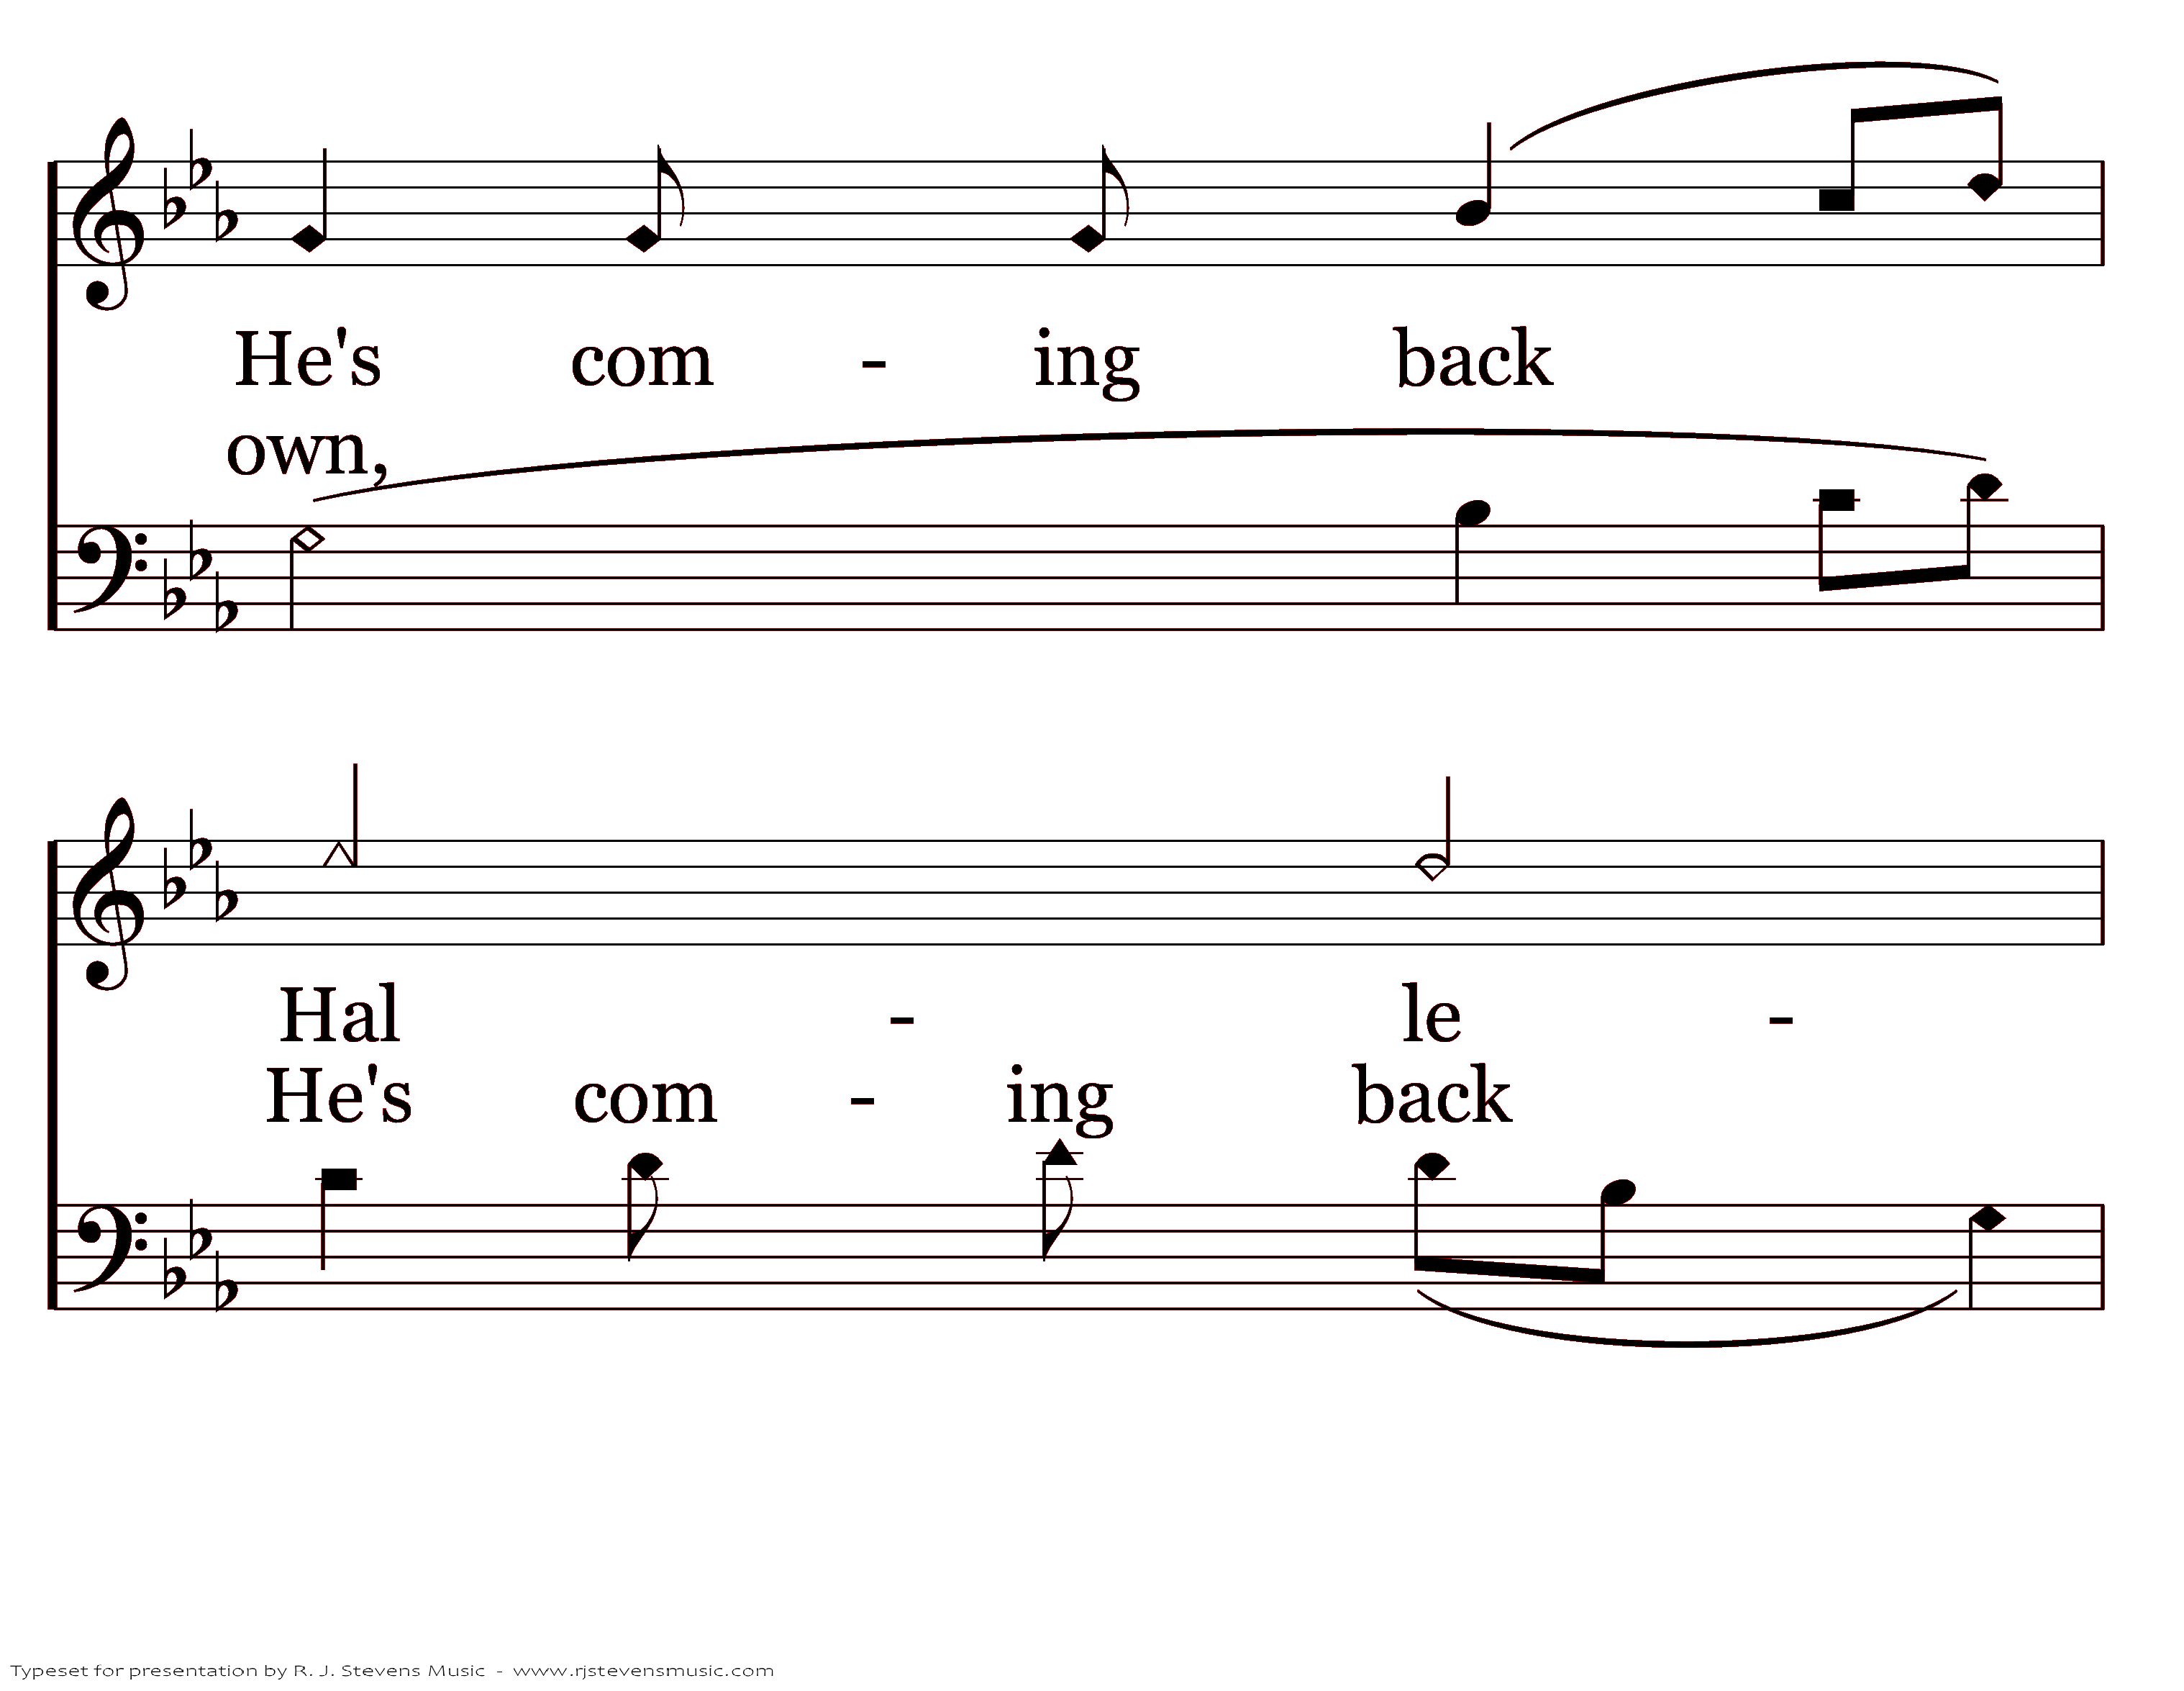 He's com - ing back
own,
Hal - le -
He's com - ing back
Typeset for presentation by R. J. Stevens Music - www.rjstevensmusic.com